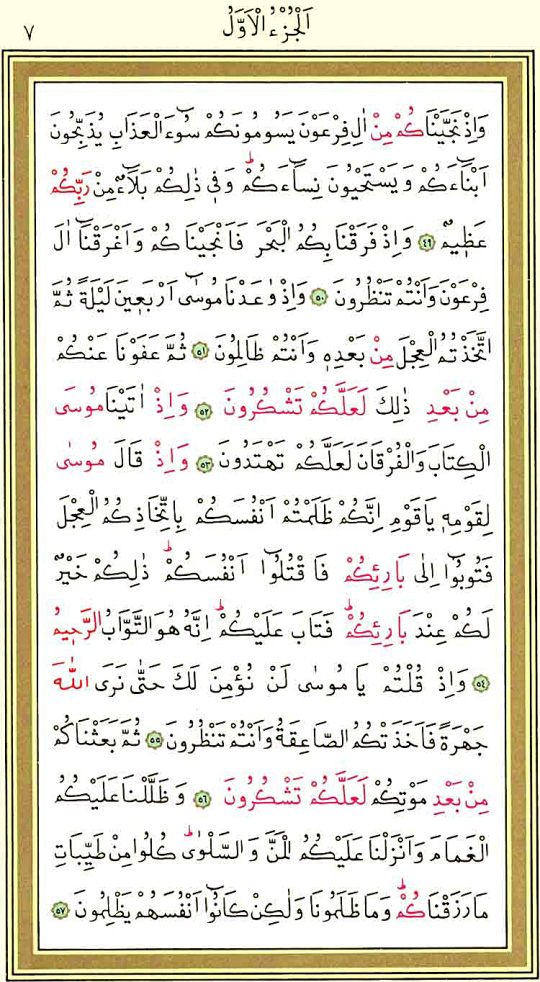 اَلْجُزْءُ الْاَوَّلُ
٧
وَاِذْ نَجَّيْنَاكُمْ مِنْ اٰلِ فِرْعَوْنَ يَسُومُونَكُمْ سُٓوءَ الْعَذَابِ يُذَبِّحُونَ
اَبْنَٓاءَكُمْ وَيَسْتَحْيُونَ نِسَٓاءَكُمْۜ وَفٖي ذٰلِكُمْ بَلَٓاءٌ مِنْ رَبِّكُمْ
عَظٖيمٌ ﴿٤٩﴾ وَاِذْ فَرَقْنَا بِكُمُ الْبَحْرَ فَاَنْجَيْنَاكُمْ وَاَغْرَقْنَٓا اٰلَ
فِرْعَوْنَ وَاَنْتُمْ تَنْظُرُونَ ﴿٥٠﴾ وَاِذْ وٰعَدْنَا مُوسٰٓى اَرْبَعٖينَ لَيْلَةً ثُمَّ
اتَّخَذْتُمُ الْعِجْلَ مِنْ بَعْدِهٖ وَاَنْتُمْ ظَالِمُونَ ﴿٥١﴾ ثُمَّ عَفَوْنَا عَنْكُمْ
مِنْ بَعْدِ ذٰلِكَ لَعَلَّكُمْ تَشْكُرُونَ ﴿٥٢﴾ وَاِذْ اٰتَيْنَا مُوسَى
الْكِتَابَ وَالْفُرْقَانَ لَعَلَّكُمْ تَهْتَدُونَ ﴿٥٣﴾ وَاِذْ قَالَ مُوسٰى
لِقَوْمِهٖ يَا قَوْمِ اِنَّكُمْ ظَلَمْتُمْ اَنْفُسَكُمْ بِاتِّخَاذِكُمُ الْعِجْلَ
فَتُوبُٓوا اِلٰى بَارِئِكُمْ فَاقْتُلُٓوا اَنْفُسَكُمْۜ ذٰلِكُمْ خَيْرٌ
لَكُمْ عِنْدَ بَارِئِكُمْۜ فَتَابَ عَلَيْكُمْۜ اِنَّهُ هُوَ التَّوَّابُ الرَّحٖيمُ
﴿٥٤﴾ وَاِذْ قُلْتُمْ يَا مُوسٰى لَنْ نُؤْمِنَ لَكَ حَتّٰى نَرَى اللّٰهَ
جَهْرَةً فَاَخَذَتْكُمُ الصَّاعِقَةُ وَاَنْتُمْ تَنْظُرُونَ ﴿٥٥﴾ ثُمَّ بَعَثْنَاكُمْ
مِنْ بَعْدِ مَوْتِكُمْ لَعَلَّكُمْ تَشْكُرُونَ ﴿٥٦﴾ وَظَلَّلْنَا عَلَيْكُمُ
الْغَمَامَ وَاَنْزَلْنَا عَلَيْكُمُ الْمَنَّ وَالسَّلْوٰىۜ كُلُوا مِنْ طَيِّبَاتِ
مَا رَزَقْنَاكُمْۜ وَمَا ظَلَمُونَا وَلٰكِنْ كَانُٓوا اَنْفُسَهُمْ يَظْلِمُونَ ﴿٥٧﴾